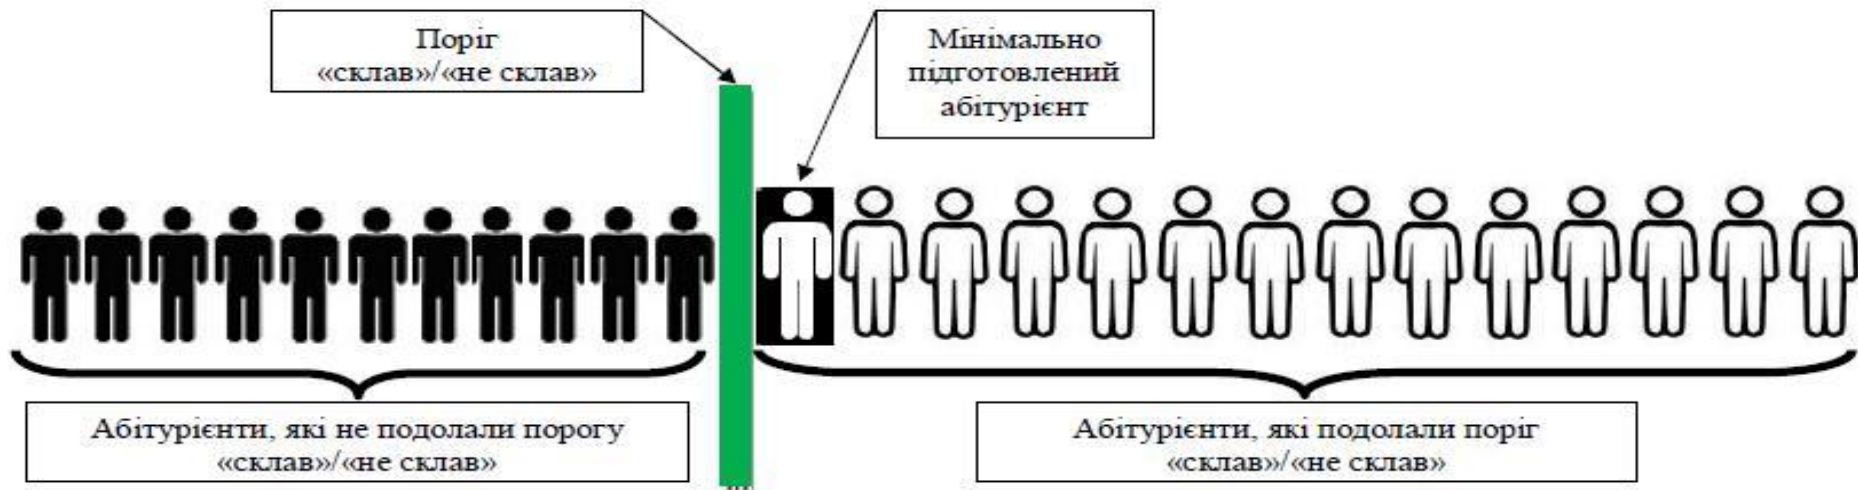 Поріг
«склав»/«не склав»
Мінімально
підготовлений
абітурієнт
Абітурієнти, які не подолали порогу
«склав»/«не склав»
Абітурієнти, які подолали поріг
«склав»/«не склав»